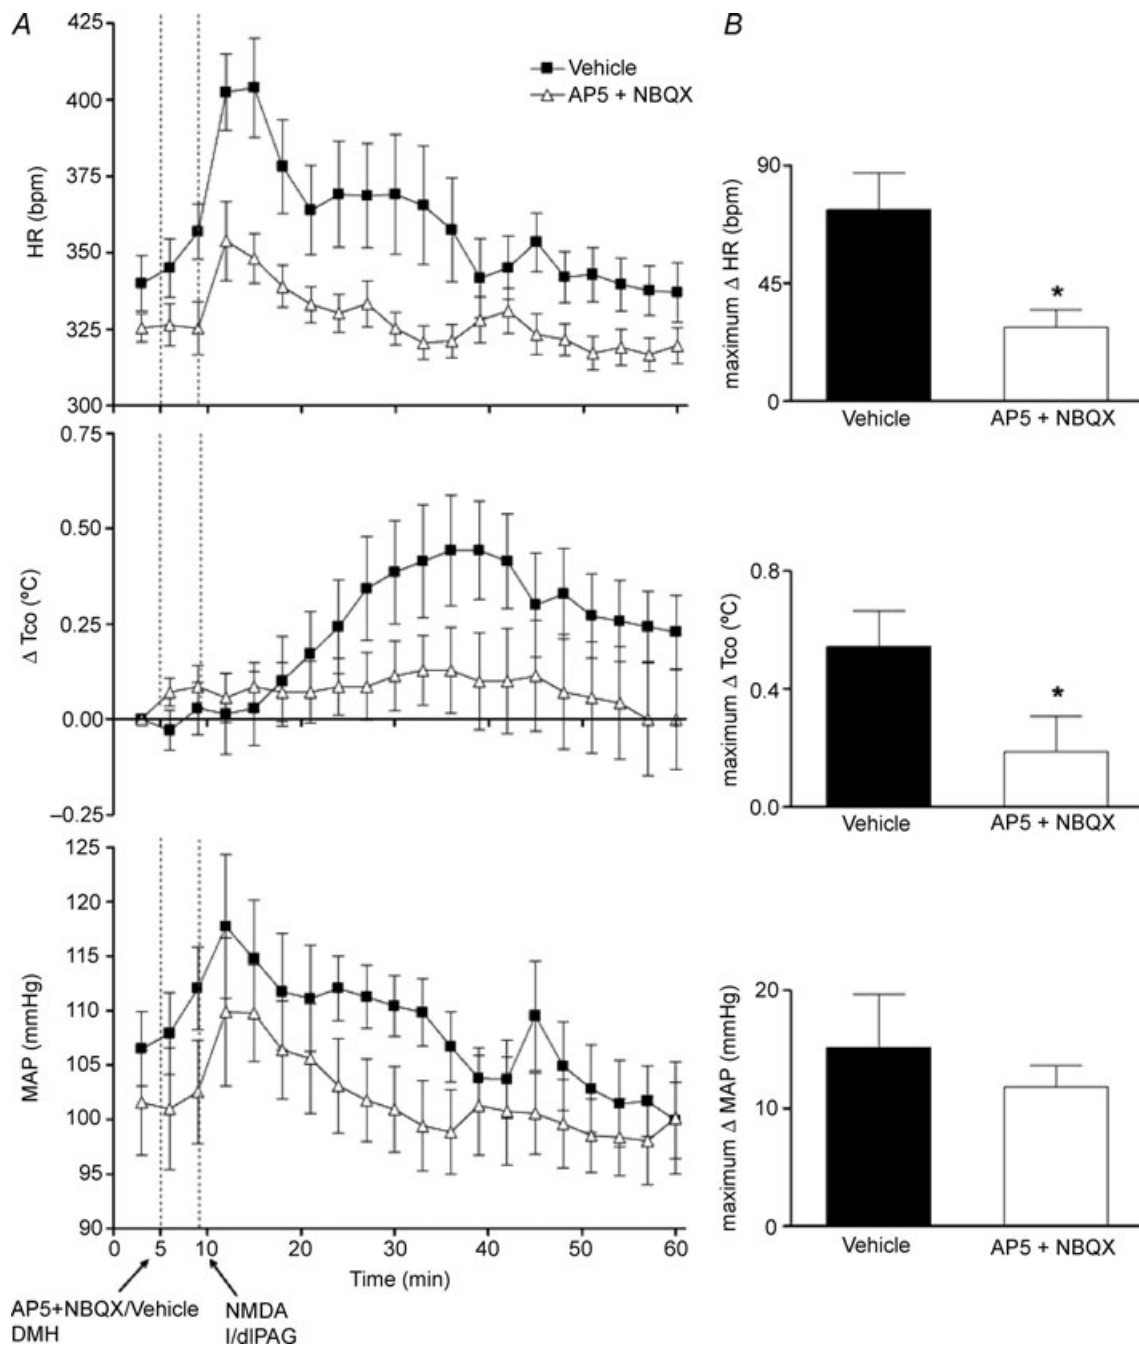 A
B
425
400
375
350
325
300
HR (bpm)
Vehicle
AP5 + NBQX
90
45
0
maximum Δ HR (bpm)
*
Vehicle
AP5 + NBQX
0.75
0.50
0.25
0.00
–0.25
Δ Tco (ºC)
0.8
0.4
0.0
maximum Δ Tco (ºC)
*
Vehicle
AP5 + NBQX
125
120
115
110
105
100
95
90
MAP (mmHg)
0 5 10 20 30 40 50 60
Time (min)
AP5+NBQX/Vehicle
DMH
NMDA
l/dlPAG
20
10
0
maximum Δ MAP (mmHg)
Vehicle
AP5 + NBQX